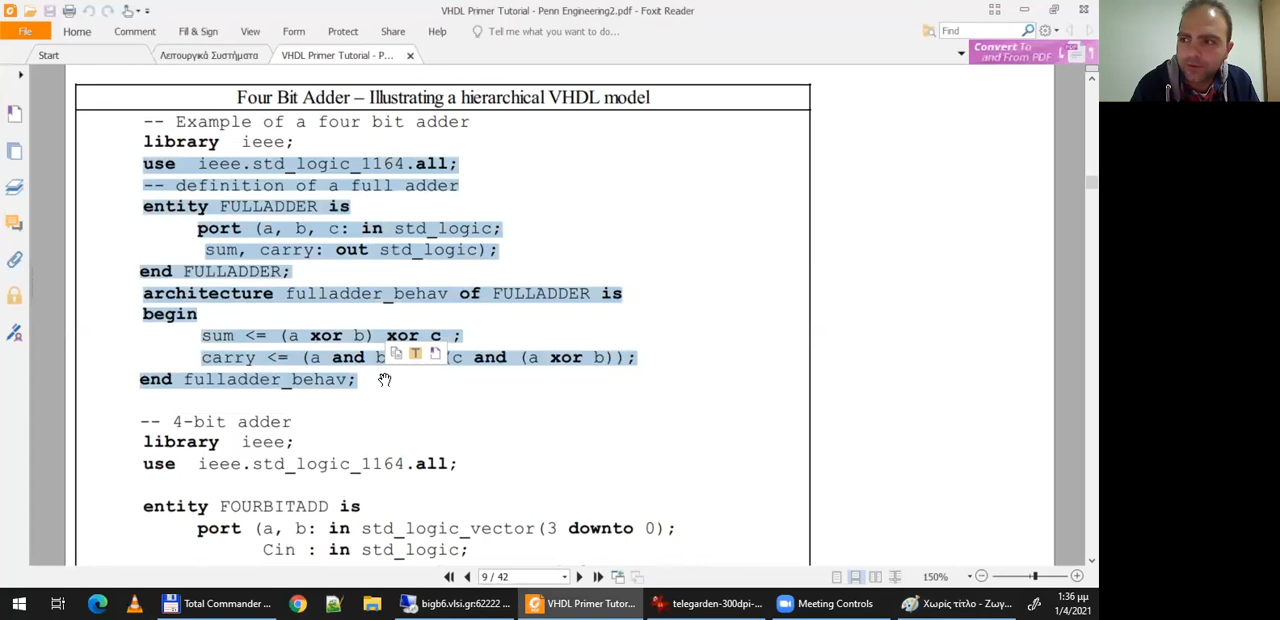 VHDL Primer Tutorial - Penn Engineering2.pdf - Foxit Reader
File Home Comment Fill & Sign View Form Protect Share Help Tell me what you want to do... Find
Convert To and From PDF
Start Λειτουργικά Συστήματα VHDL Primer Tutorial - P...
Four Bit Adder – Illustrating a hierarchical VHDL model
-- Example of a four bit adder
library ieee;
use ieee.std_logic_1164.all;
-- definition of a full adder
entity FULLADDER is
port (a, b, c: in std_logic;
sum, carry: out std_logic);
end FULLADDER;
architecture fulladder_behav of FULLADDER is
begin
sum <= (a xor b) xor c ;
carry <= (a and b (c and (a xor b));
end fulladder_behav;
-- 4-bit adder
library ieee;
use ieee.std_logic_1164.all;
entity FOURBITADD is
port (a, b: in std_logic_vector(3 downto 0);
Cin : in std_logic;
9 / 42 150%
Total Commander ... bigb6.vlsi.gr:62222 ... VHDL Primer Tutor... telegarden-300dpi-... Meeting Controls Χωρίς τίτλο - Ζωγ... 1:36 μμ
1/4/2021